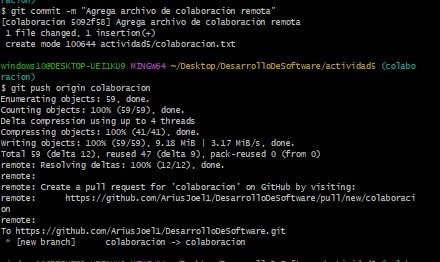 racion)
$ git commit -m "Agrega archivo de colaboración remota"
[colaboracion 5092f58] Agrega archivo de colaboración remota
 1 file changed, 1 insertion(+)
 create mode 100644 actividad5/colaboracion.txt
windows10@DESKTOP-UEI1KU9 MINGW64 ~/Desktop/DesarrolloDeSoftware/actividad5 (colabo
racion)
$ git push origin colaboracion
Enumerating objects: 59, done.
Counting objects: 100% (59/59), done.
Delta compression using up to 4 threads
Compressing objects: 100% (41/41), done.
Writing objects: 100% (59/59), 9.18 MiB | 3.17 MiB/s, done.
Total 59 (delta 12), reused 47 (delta 9), pack-reused 0 (from 0)
remote: Resolving deltas: 100% (12/12), done.
remote:
remote: Create a pull request for 'colaboracion' on GitHub by visiting:
remote:      https://github.com/AriusJoel1/DesarrolloDeSoftware/pull/new/colaboraci
on
remote:
To https://github.com/AriusJoel1/DesarrolloDeSoftware.git
 * [new branch]      colaboracion -> colaboracion